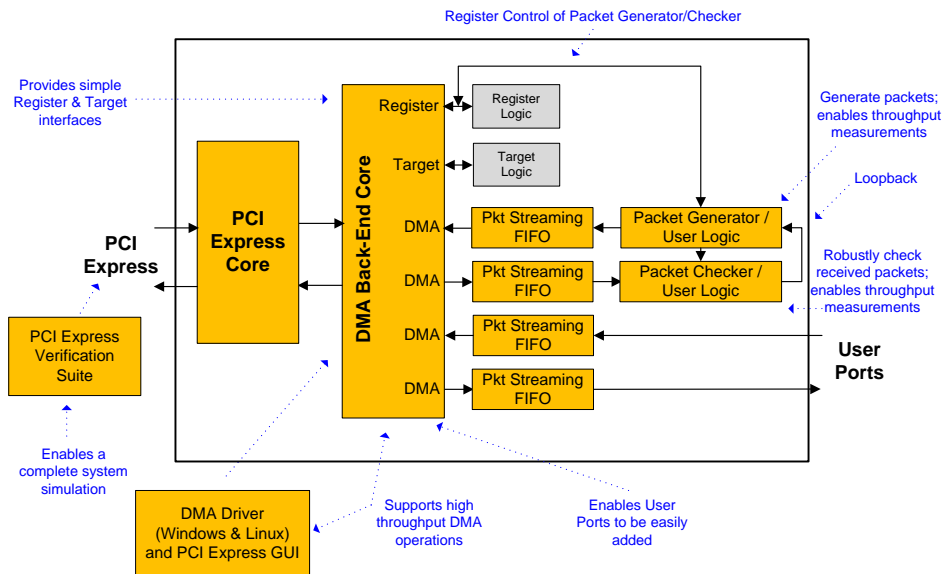 Register Control of Packet Generator/Checker
Provides simple
Register & Target
interfaces
Register
Register
Logic
Generate packets;
enables throughput
measurements
Target
Target
Logic
Loopback
PCI
Express
Core
DMA Back-End Core
DMA
Pkt Streaming
FIFO
Packet Generator /
User Logic
PCI
Express
DMA
Pkt Streaming
FIFO
Packet Checker /
User Logic
Robustly check
received packets;
enables throughput
measurements
PCI Express
Verification
Suite
DMA
Pkt Streaming
FIFO
User
Ports
DMA
Pkt Streaming
FIFO
Enables a
complete system
simulation
DMA Driver
(Windows & Linux)
and PCI Express GUI
Supports high
throughput DMA
operations
Enables User
Ports to be easily
added